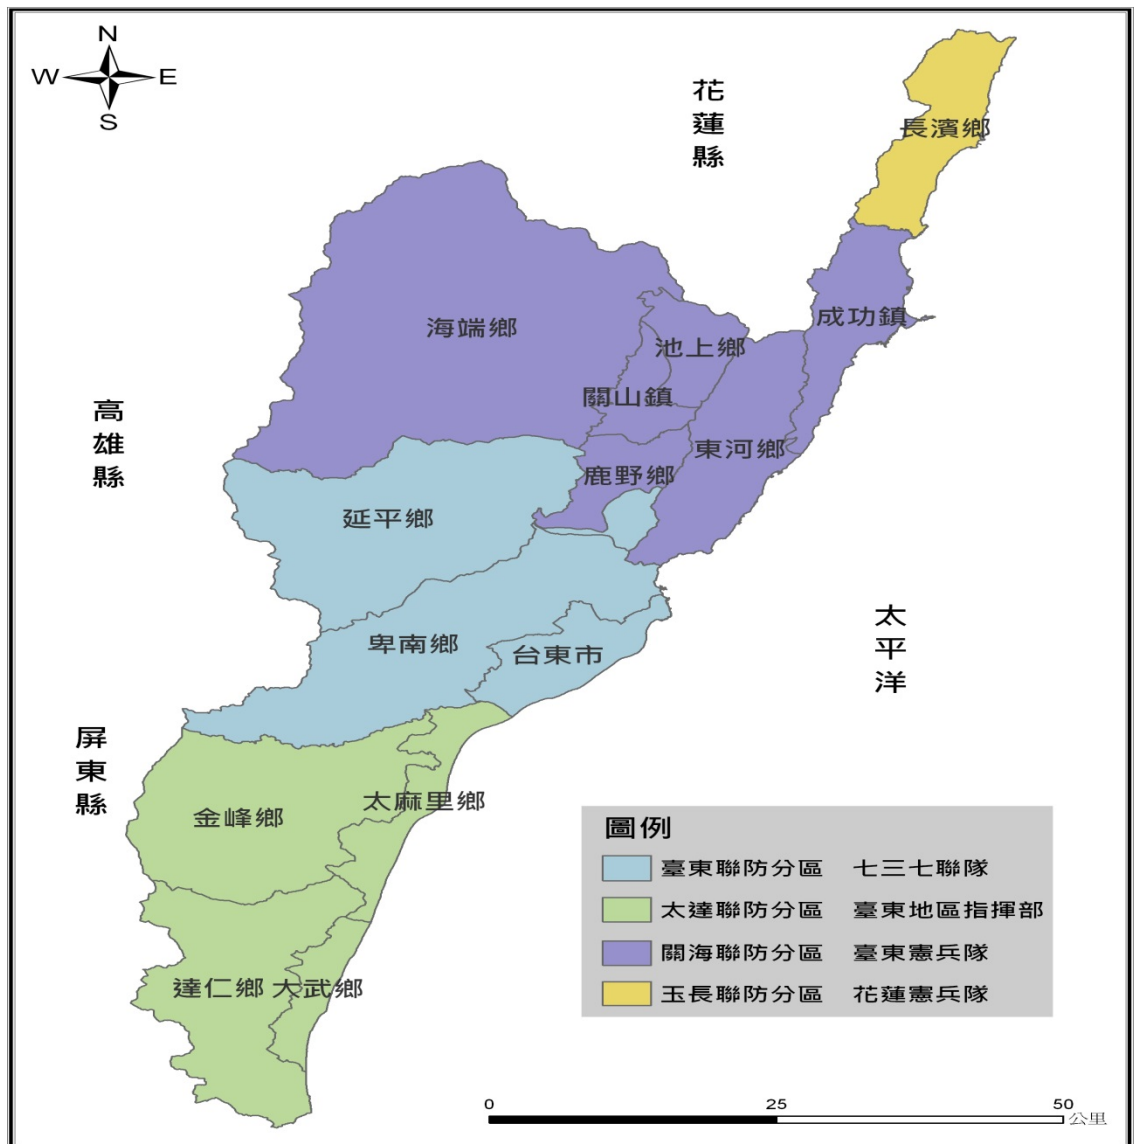 N
W E
S
花蓮縣
長濱鄉
海端鄉
成功鎮
池上鄉
關山鎮
高雄縣
東河鄉
鹿野鄉
延平鄉
太平洋
卑南鄉
台東市
屏東縣
太麻里鄉
金峰鄉
達仁鄉
大武鄉
圖例
臺東聯防分區 七三七聯隊
太達聯防分區 臺東地區指揮部
關海聯防分區 臺東憲兵隊
玉長聯防分區 花蓮憲兵隊
0 25 50
公里